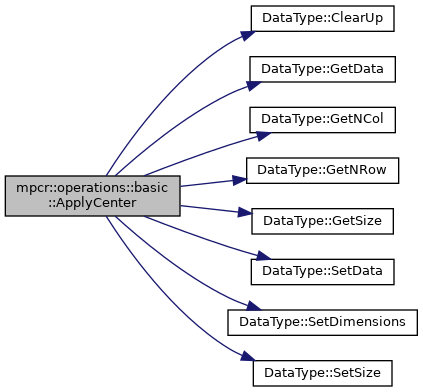 mpcr::operations::basic
::ApplyCenter
DataType::ClearUp
DataType::GetData
DataType::GetNCol
DataType::GetNRow
DataType::GetSize
DataType::SetData
DataType::SetDimensions
DataType::SetSize